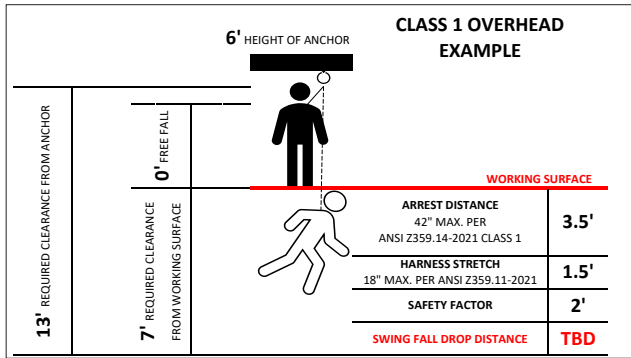 CLASS 1 OVERHEAD
EXAMPLE
6' HEIGHT OF ANCHOR
13' REQUIRED CLEARANCE FROM ANCHOR
0' FREE FALL
7' REQUIRED CLEARANCE
FROM WORKING SURFACE
WORKING SURFACE
ARREST DISTANCE
42" MAX. PER
ANSI Z359.14-2021 CLASS 1
3.5'
HARNESS STRETCH
18" MAX. PER ANSI Z359.11-2021
1.5'
SAFETY FACTOR
2'
SWING FALL DROP DISTANCE
TBD